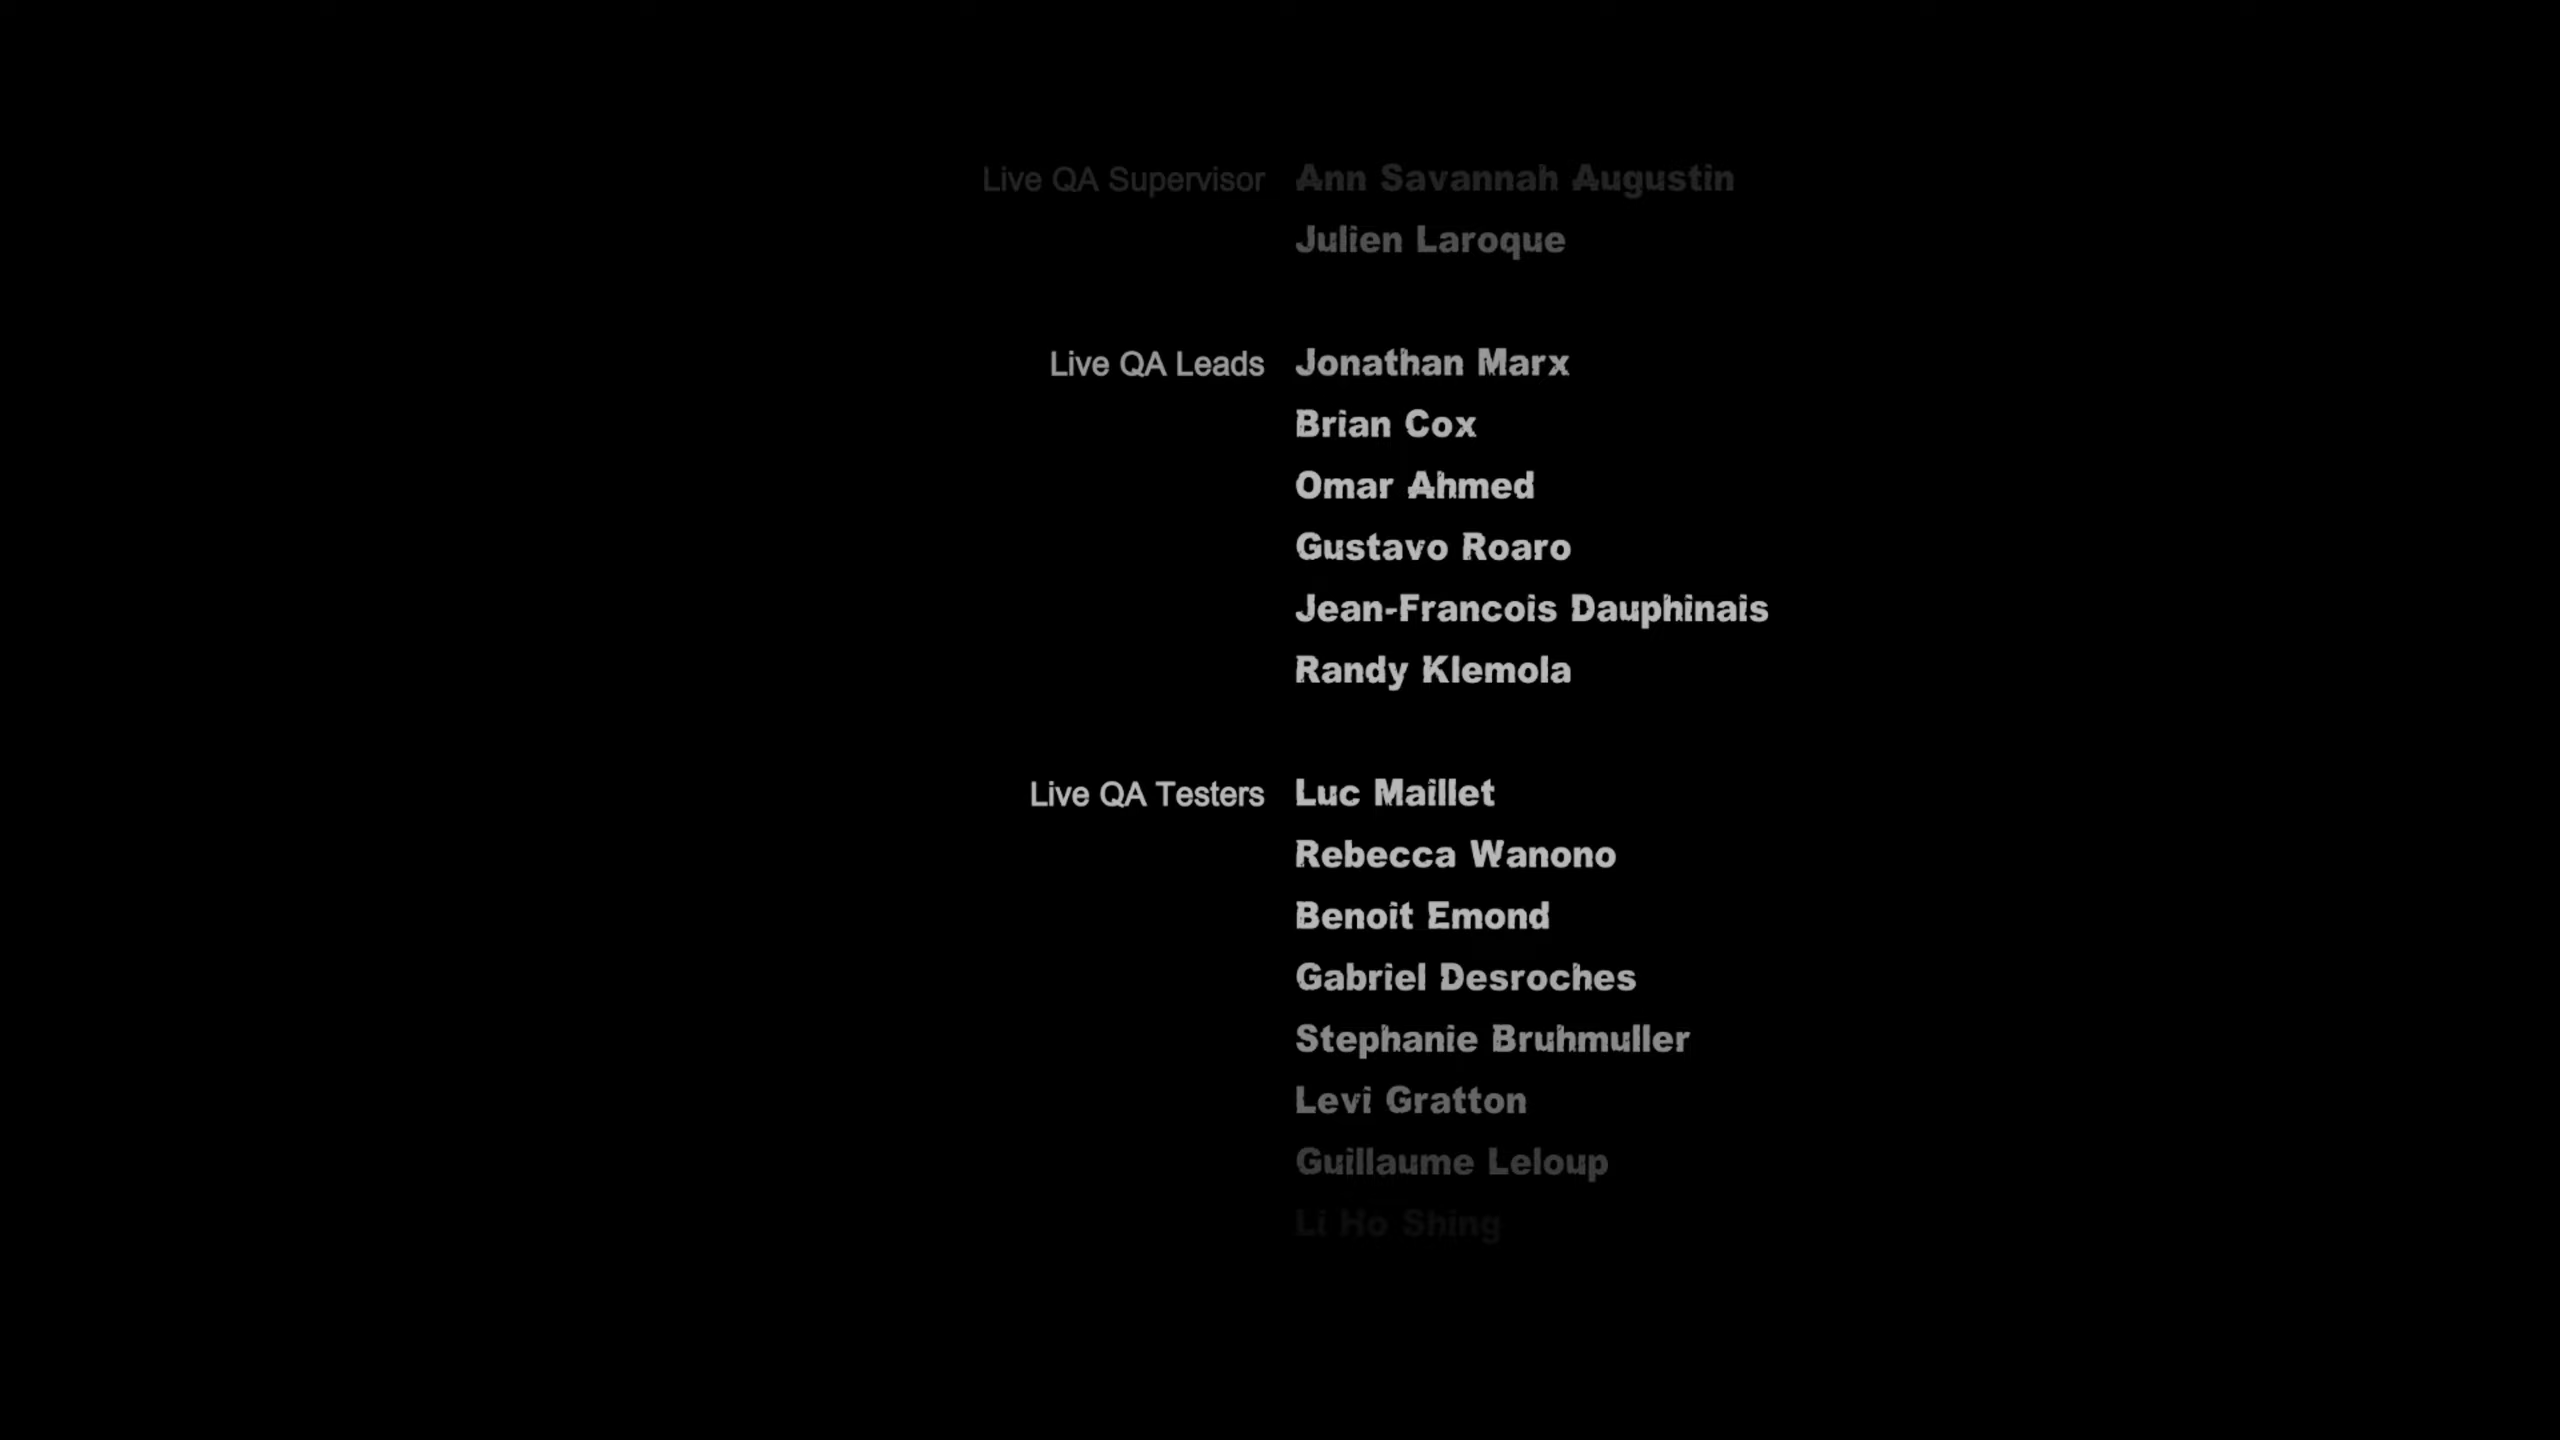 Live QA Supervisor Ann Savannah Augustin
Julien Laroque
Live QA Leads Jonathan Marx
Brian Cox
Omar Ahmed
Gustavo Roaro
Jean-Francois Dauphinais
Randy Klemola
Live QA Testers Luc Maillet
Rebecca Wanono
Benoit Emond
Gabriel Desroches
Stephanie Bruhmuller
Levi Gratton
Guillaume Leloup
Li Ho Shing